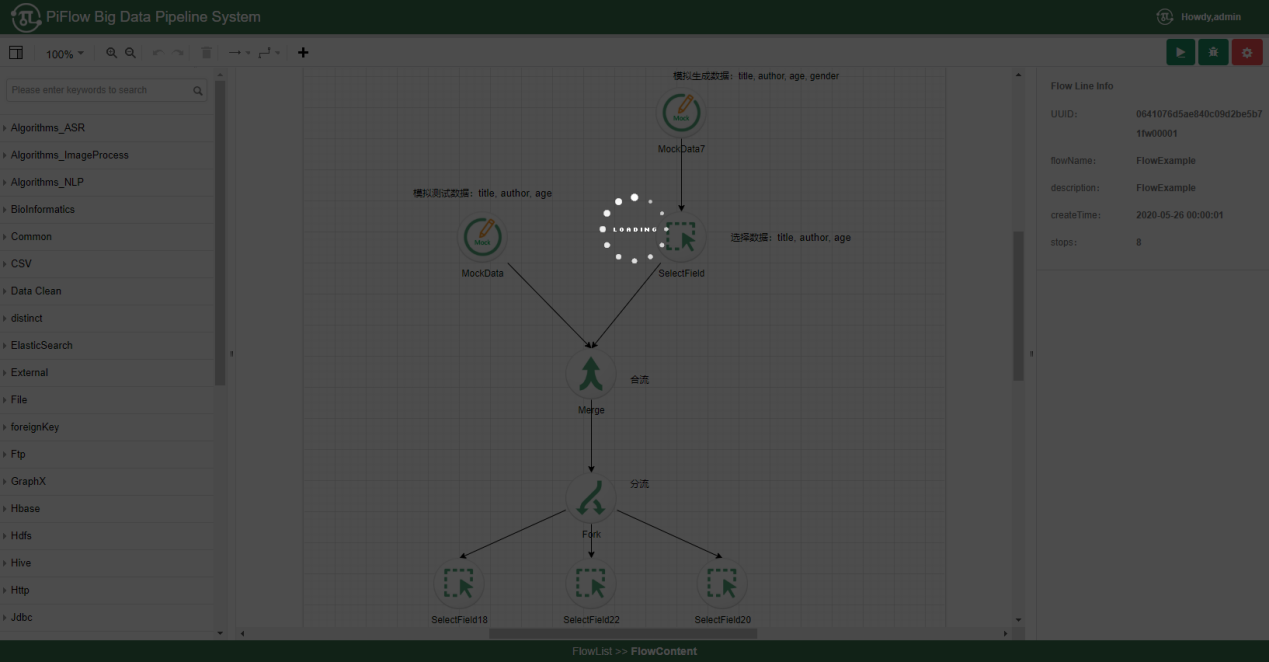 PiFlow Big Data Pipeline System
Howdy,admin
100%
Please enter keywords to search
Algorithms_ASR
Algorithms_ImageProcess
Algorithms_NLP
BioInformatics
Common
CSV
Data Clean
distinct
ElasticSearch
External
File
foreignKey
Ftp
GraphX
Hbase
Hdfs
Hive
Http
Jdbc
模拟生成数据: title, author, age, gender
Mock
MockData7
模拟测试数据: title, author, age
Mock
MockData
LOADING
选择数据: title, author, age
SelectField
合流
Merge
分流
Fork
SelectField18
SelectField22
SelectField20
Flow Line Info
UUID: 0641076d5ae840c09d2be5b7
1fw00001
flowName: FlowExample
description: FlowExample
createTime: 2020-05-26 00:00:01
stops: 8
FlowList >> FlowContent